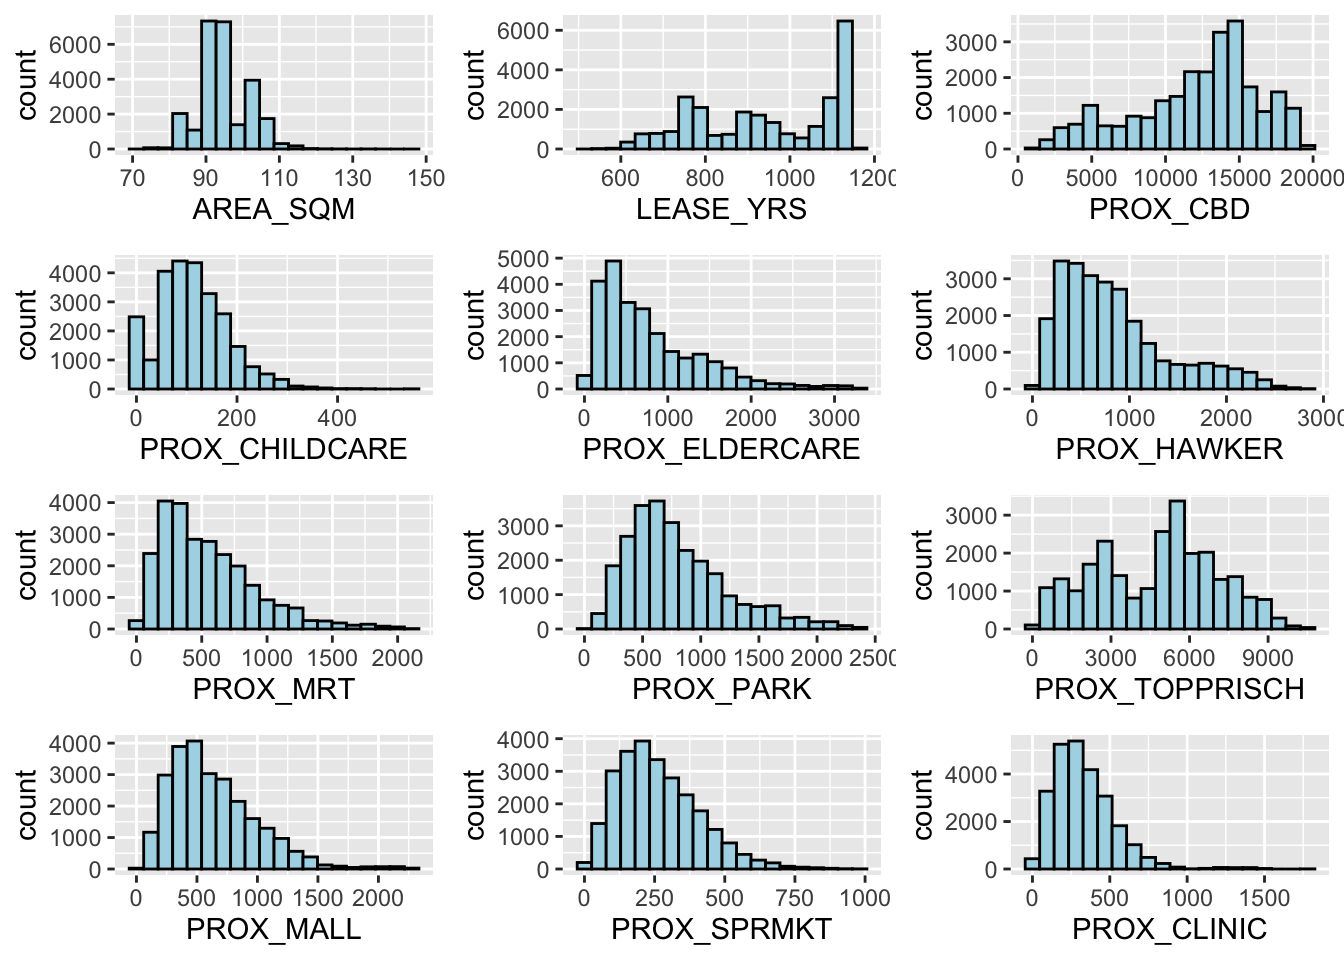 count
6000
4000
2000
0
70 90 110 130 150
AREA_SQM
count
6000
4000
2000
0
600 800 1000 1200
LEASE_YRS
count
3000
2000
1000
0
0 5000 10000 15000 20000
PROX_CBD
count
4000
3000
2000
1000
0
0 200 400
PROX_CHILDCARE
count
5000
4000
3000
2000
1000
0
0 1000 2000 3000
PROX_ELDERCARE
count
3000
2000
1000
0
0 1000 2000 3000
PROX_HAWKER
count
4000
3000
2000
1000
0
0 500 1000 1500 2000
PROX_MRT
count
3000
2000
1000
0
0 500 1000 1500 2000 2500
PROX_PARK
count
3000
2000
1000
0
0 3000 6000 9000
PROX_TOPPRISCH
count
4000
3000
2000
1000
0
0 500 1000 1500 2000
PROX_MALL
count
4000
3000
2000
1000
0
0 250 500 750 1000
PROX_SPRMKT
count
4000
2000
0
0 500 1000 1500
PROX_CLINIC